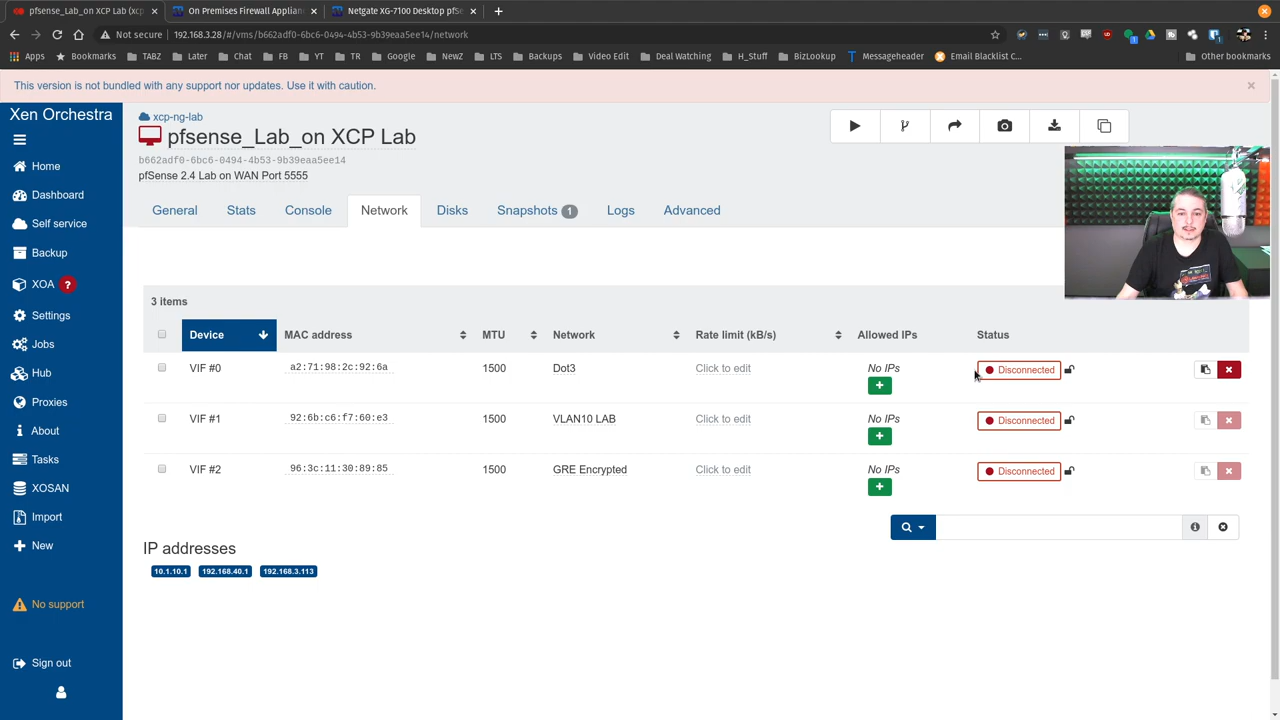 pfsense_Lab_on XCP Lab (xcp
On Premises Firewall Applian
Netgate XG-7100 Desktop pfSe
Not secure 192.168.3.28/#/vms/b662adf0-6bc6-0494-4b53-9b39eaa5ee14/network
Apps Bookmarks TABZ Later Chat FB YT TR Google NewZ LTS Backups Video Edit Deal Watching H_Stuff BizLookup Messageheader Email Blacklist C... Other bookmarks
This version is not bundled with any support nor updates. Use it with caution. ×
Xen Orchestra
Home
Dashboard
Self service
Backup
XOA ?
Settings
Jobs
Hub
Proxies
About
Tasks
XOSAN
Import
New
No support
Sign out
xcp-ng-lab
pfsense_Lab_on XCP Lab
b662adf0-6bc6-0494-4b53-9b39eaa5ee14
pfSense 2.4 Lab on WAN Port 5555
General Stats Console Network Disks Snapshots 1 Logs Advanced
3 items
Device MAC address MTU Network Rate limit (kB/s) Allowed IPs Status
VIF #0 a2:71:98:2c:92:6a 1500 Dot3 Click to edit No IPs Disconnected
VIF #1 92:6b:c6:f7:60:e3 1500 VLAN10 LAB Click to edit No IPs Disconnected
VIF #2 96:3c:11:30:89:85 1500 GRE Encrypted Click to edit No IPs Disconnected
IP addresses
10.1.10.1 192.168.40.1 192.168.3.113